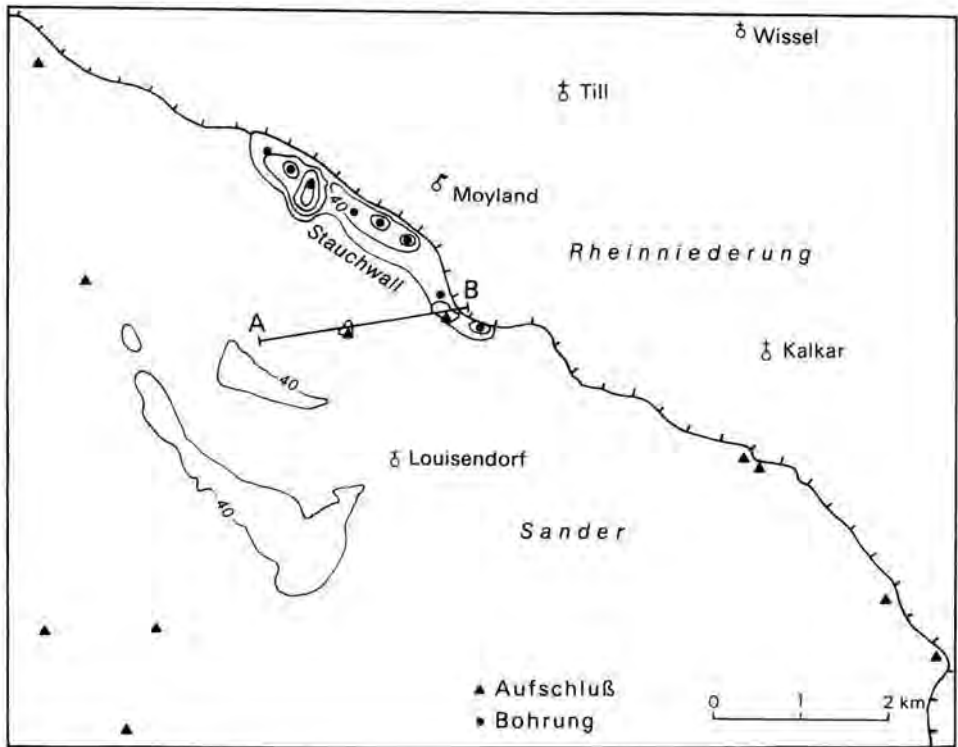 Wissel
Till
Moyland
40
Stauchwall
Rheinniederung
B
A
Kalkar
40
Louisendorf
40
Sander
Aufschluß
Bohrung
0 1 2 km